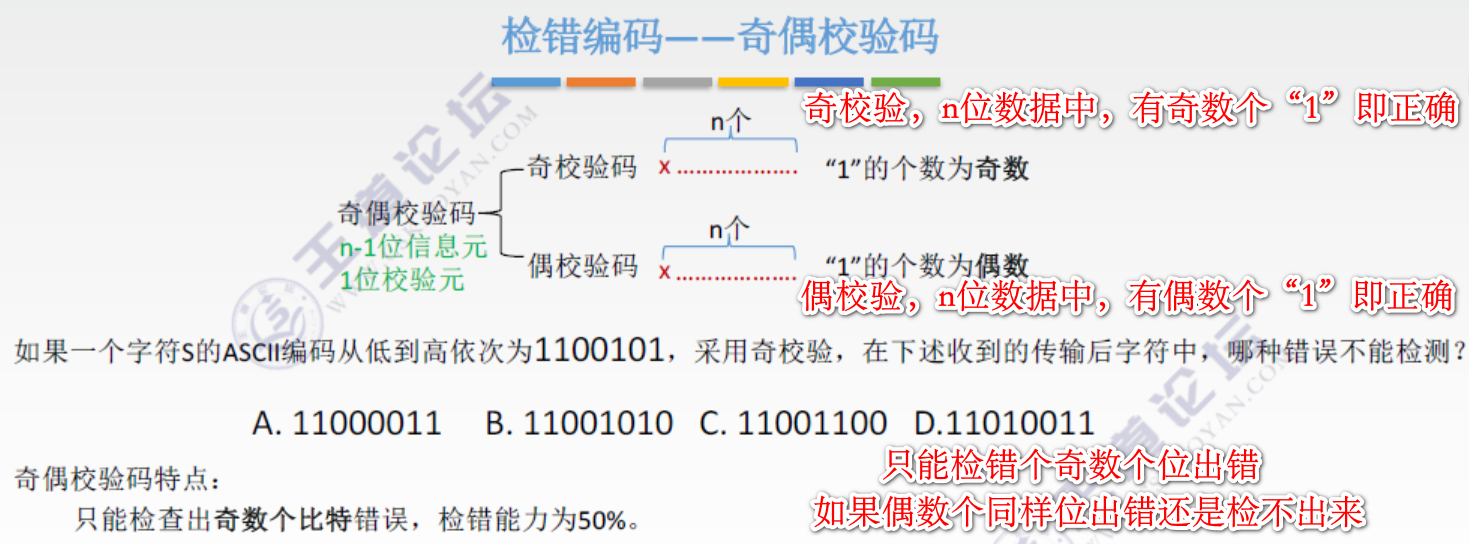 检错编码——奇偶校验码
奇校验，n位数据中，有奇数个“1”即正确
n个
奇校验码 x ………………. “1”的个数为奇数
奇偶校验码
n-1位信息元
1位校验元
n个
偶校验码 x ………………. “1”的个数为偶数
偶校验，n位数据中，有偶数个“1”即正确
如果一个字符S的ASCII编码从低到高依次为1100101，采用奇校验，在下述收到的传输后字符中，哪种错误不能检测？
A. 11000011 B. 11001010 C. 11001100 D.11010011
只能检错个奇数个位出错
奇偶校验码特点：
如果偶数个同样位出错还是检不出来
只能检查出奇数个比特错误，检错能力为50%。
王道论坛
王道论坛